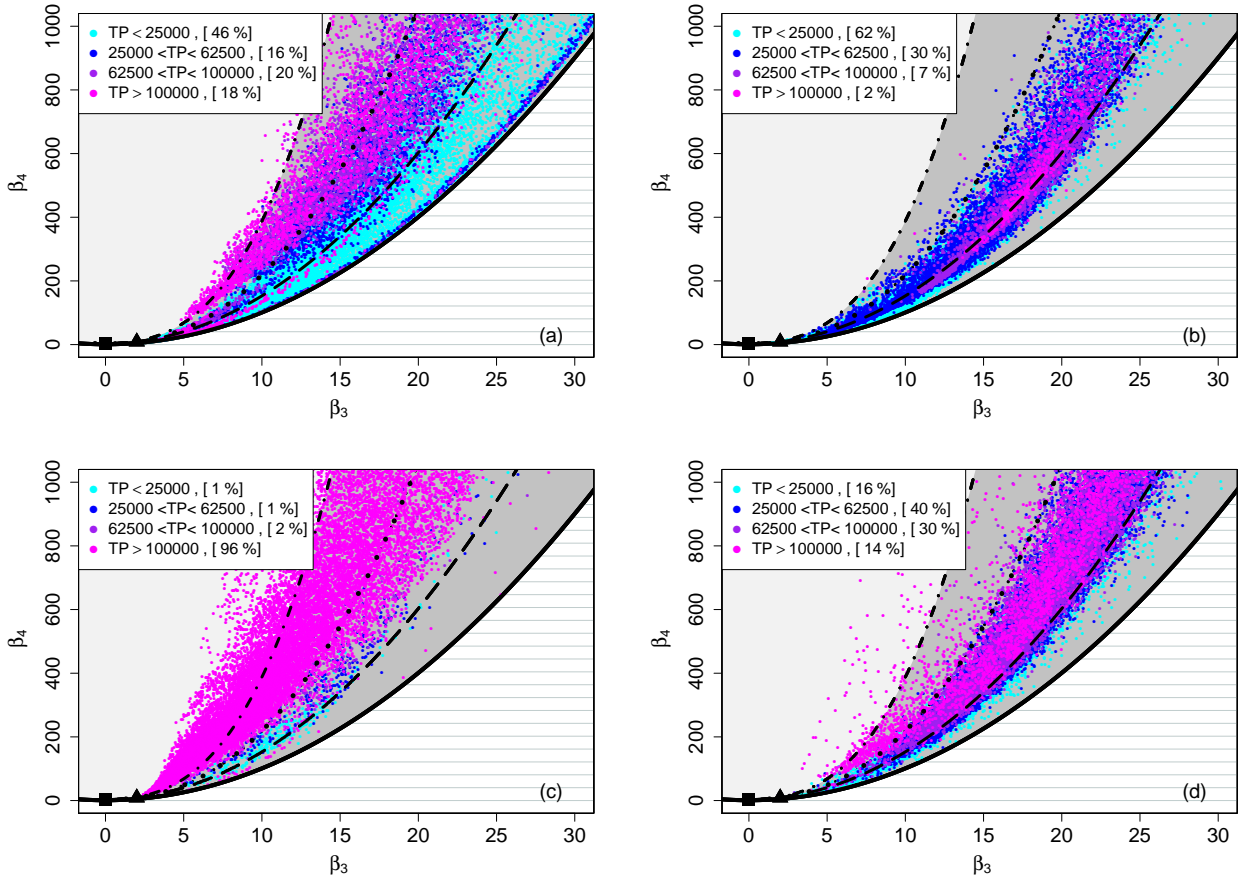 TP < 25000 , [ 46 %]
25000 <TP< 62500 , [ 16 %]
62500 <TP< 100000 , [ 20 %]
TP > 100000 , [ 18 %]
(a)
0 200 400 600 800 1000
β4
0 5 10 15 20 25 30
β3
TP < 25000 , [ 62 %]
25000 <TP< 62500 , [ 30 %]
62500 <TP< 100000 , [ 7 %]
TP > 100000 , [ 2 %]
(b)
0 200 400 600 800 1000
β4
0 5 10 15 20 25 30
β3
TP < 25000 , [ 1 %]
25000 <TP< 62500 , [ 1 %]
62500 <TP< 100000 , [ 2 %]
TP > 100000 , [ 96 %]
(c)
0 200 400 600 800 1000
β4
0 5 10 15 20 25 30
β3
TP < 25000 , [ 16 %]
25000 <TP< 62500 , [ 40 %]
62500 <TP< 100000 , [ 30 %]
TP > 100000 , [ 14 %]
(d)
0 200 400 600 800 1000
β4
0 5 10 15 20 25 30
β3